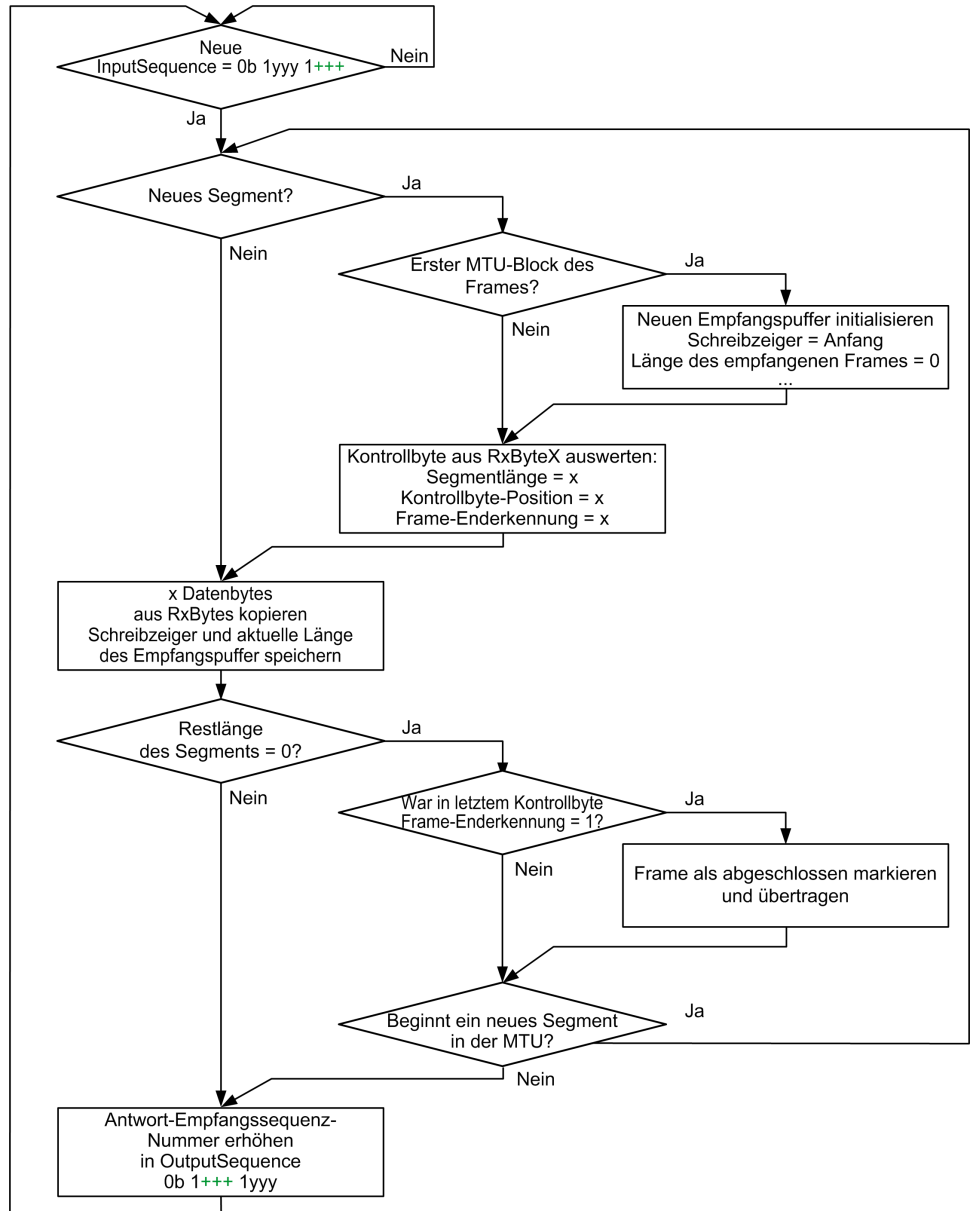 Neue
InputSequence = 0b 1yyy 1+++
Nein
Ja
Neues Segment?
Ja
Nein
Erster MTU-Block des
Frames?
Ja
Nein
Neuen Empfangspuffer initialisieren
Schreibzeiger = Anfang
Länge des empfangenen Frames = 0
...
Kontrollbyte aus RxByteX auswerten:
Segmentlänge = x
Kontrollbyte-Position = x
Frame-Enderkennung = x
x Datenbytes
aus RxBytes kopieren
Schreibzeiger und aktuelle Länge
des Empfangspuffer speichern
Restlänge
des Segments = 0?
Ja
Nein
War in letztem Kontrollbyte
Frame-Enderkennung = 1?
Ja
Nein
Frame als abgeschlossen markieren
und übertragen
Beginnt ein neues Segment
in der MTU?
Ja
Nein
Antwort-Empfangssequenz-
Nummer erhöhen
in OutputSequence
0b 1+++ 1yyy